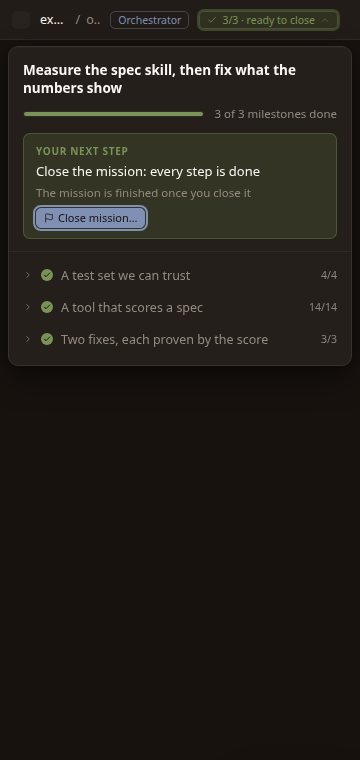 ex... / o.. Orchestrator 3/3 · ready to close
Measure the spec skill, then fix what the
numbers show
3 of 3 milestones done
YOUR NEXT STEP
Close the mission: every step is done
The mission is finished once you close it
Close mission...
A test set we can trust 4/4
A tool that scores a spec 14/14
Two fixes, each proven by the score 3/3